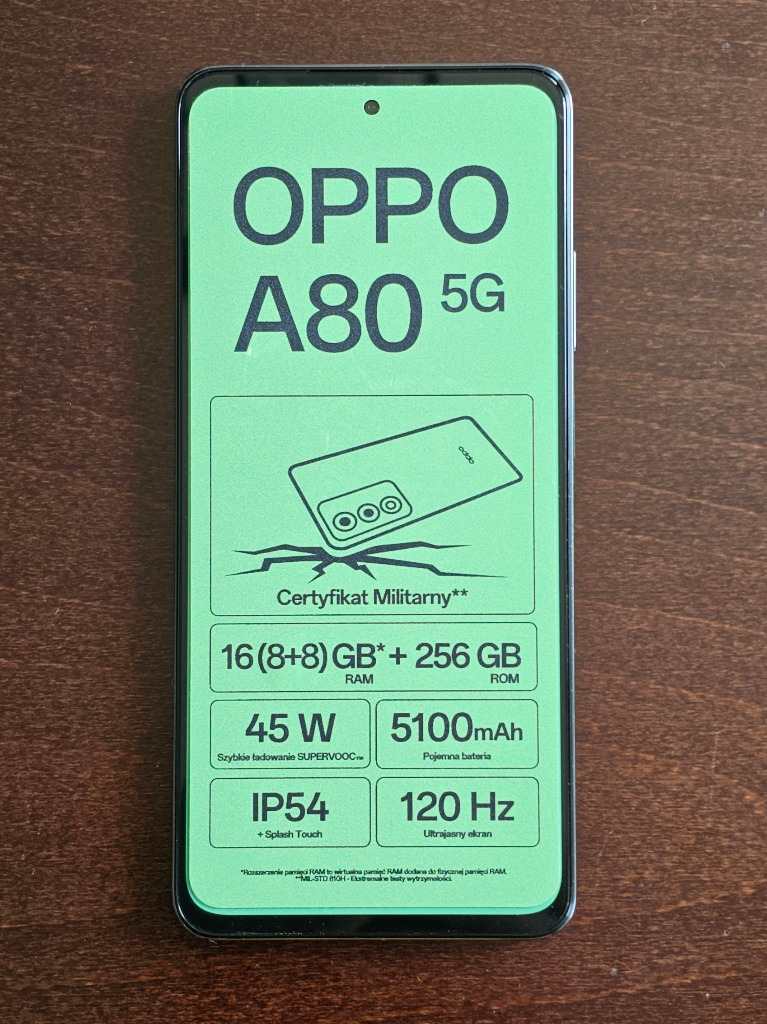 OPPO
A80 5G
oppo
Certyfikat Militarny**
16 (8+8) GB* + 256 GB
RAM ROM
45 W
Szybkie ładowanie SUPERVOOC™
5100mAh
Pojemna bateria
IP54
+ Splash Touch
120 Hz
Ultrajasny ekran
*Rozszerzenie pamięci RAM to wirtualna pamięć RAM dodana do fizycznej pamięci RAM.
**MIL-STD 810H - Ekstremalne testy wytrzymałości.